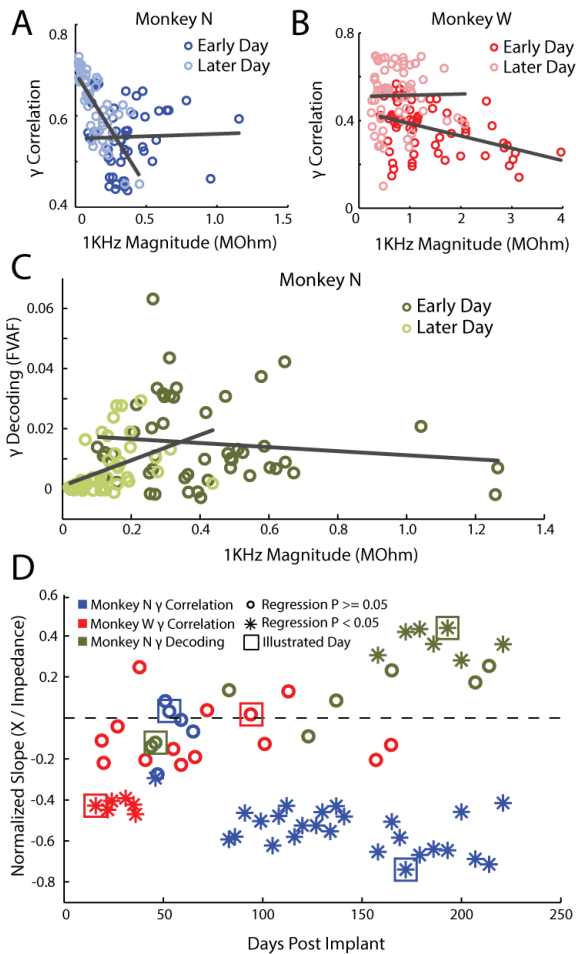 A
Monkey N
0.8
0.6
0.4
γ Correlation
Early Day
Later Day
0
0.5
1.0
1.5
1KHz Magnitude (MOhm)
B
Monkey W
0.8
0.4
0
γ Correlation
Early Day
Later Day
0
1
2
3
4
1KHz Magnitude (MOhm)
C
Monkey N
0.06
0.04
0.02
0
γ Decoding (FVAF)
Early Day
Later Day
0
0.2
0.4
0.6
0.8
1.0
1.2
1.4
1KHz Magnitude (MOhm)
D
Monkey N γ Correlation
Monkey W γ Correlation
Monkey N γ Decoding
Regression P >= 0.05
Regression P < 0.05
Illustrated Day
0.4
0.2
-0.2
-0.4
-0.6
-0.8
Normalized Slope (X / Impedance)
0
50
100
150
200
250
Days Post Implant